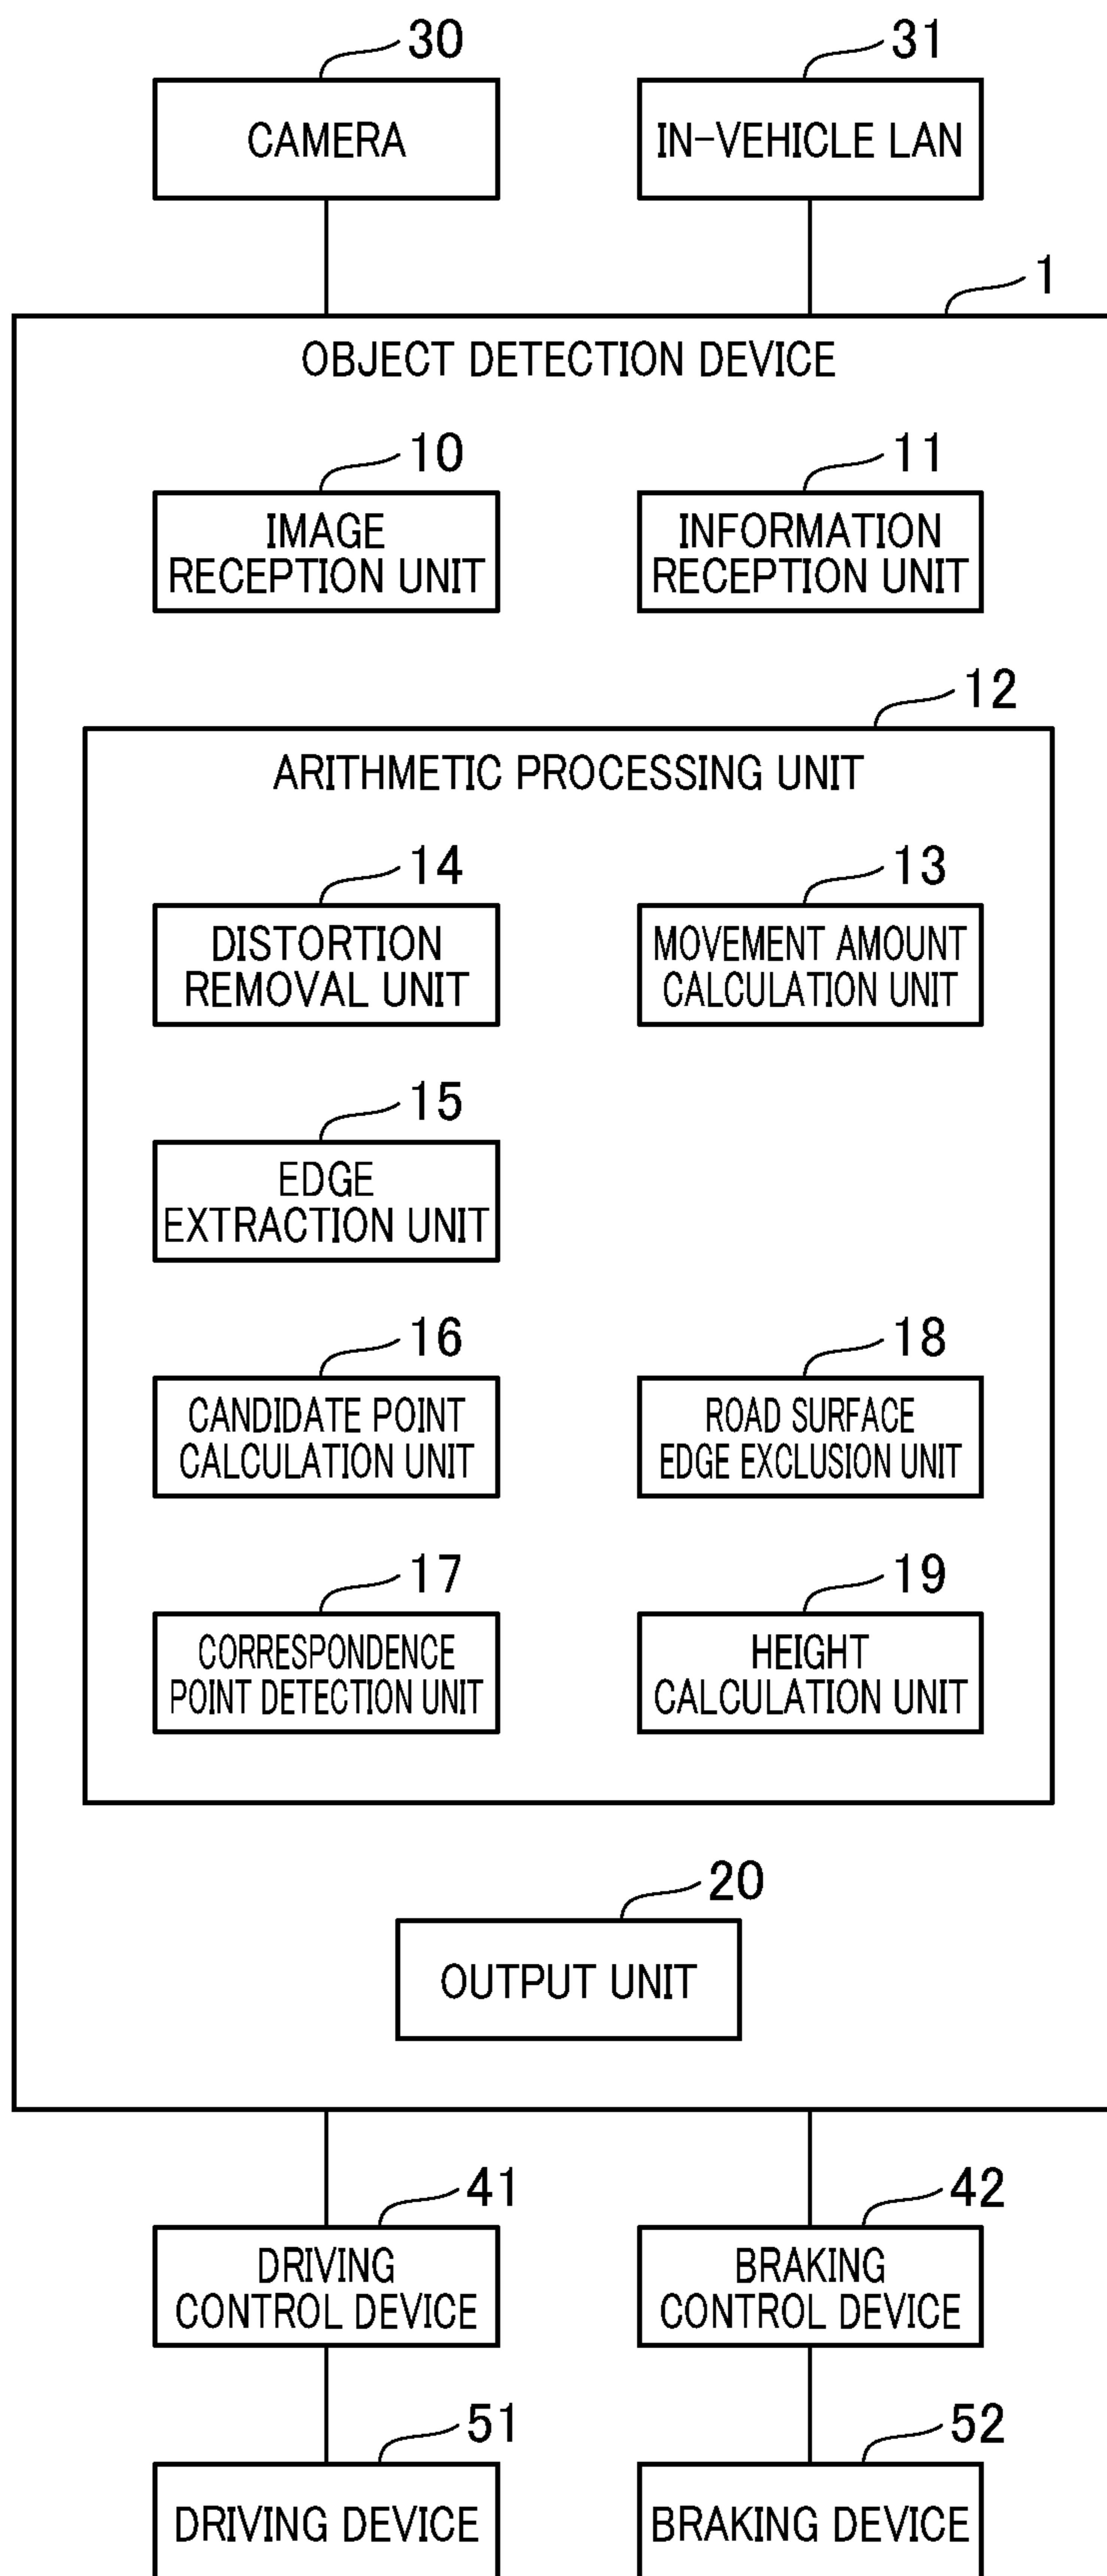 30
31
CAMERA
IN-VEHICLE LAN
1
OBJECT DETECTION DEVICE
10
11
IMAGE
RECEPTION UNIT
INFORMATION
RECEPTION UNIT
12
ARITHMETIC PROCESSING UNIT
14
13
DISTORTION
REMOVAL UNIT
MOVEMENT AMOUNT
CALCULATION UNIT
15
EDGE
EXTRACTION UNIT
16
18
CANDIDATE POINT
CALCULATION UNIT
ROAD SURFACE
EDGE EXCLUSION UNIT
17
19
CORRESPONDENCE
POINT DETECTION UNIT
HEIGHT
CALCULATION UNIT
20
OUTPUT UNIT
41
42
DRIVING
CONTROL DEVICE
BRAKING
CONTROL DEVICE
51
52
DRIVING DEVICE
BRAKING DEVICE